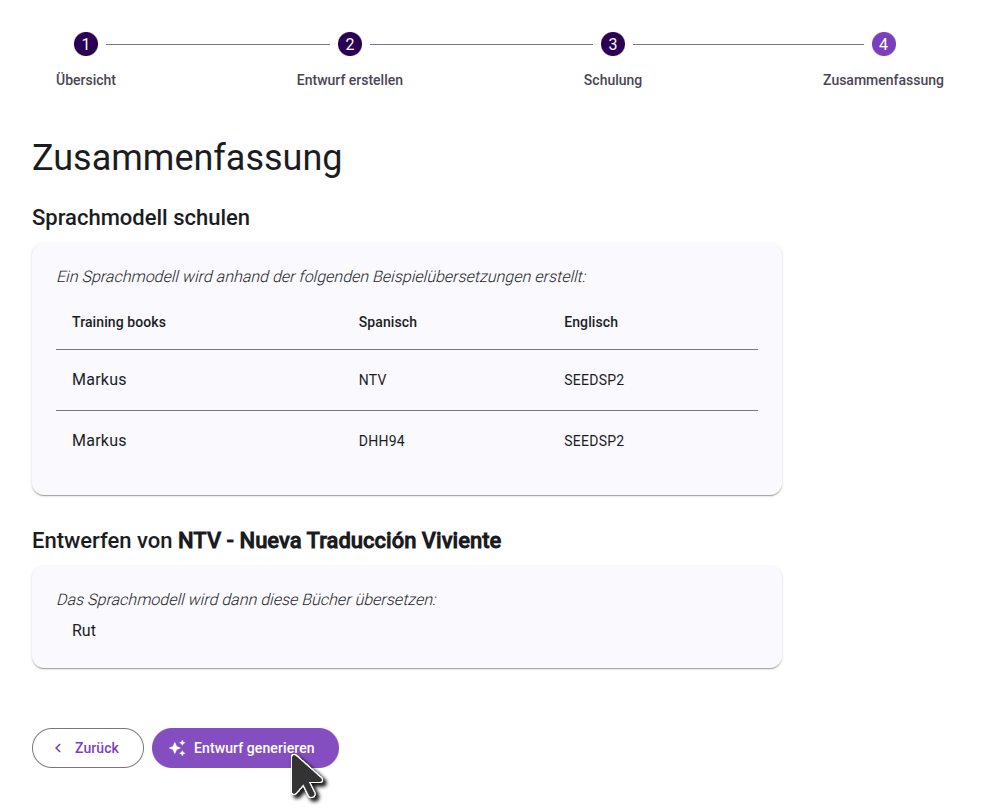 1
2
3
4
Übersicht
Entwurf erstellen
Schulung
Zusammenfassung
Zusammenfassung
Sprachmodell schulen
Ein Sprachmodell wird anhand der folgenden Beispielübersetzungen erstellt:
Training books Spanisch Englisch
Markus NTV SEEDSP2
Markus DHH94 SEEDSP2
Entwerfen von NTV - Nueva Traducción Viviente
Das Sprachmodell wird dann diese Bücher übersetzen:
Rut
Zurück
Entwurf generieren